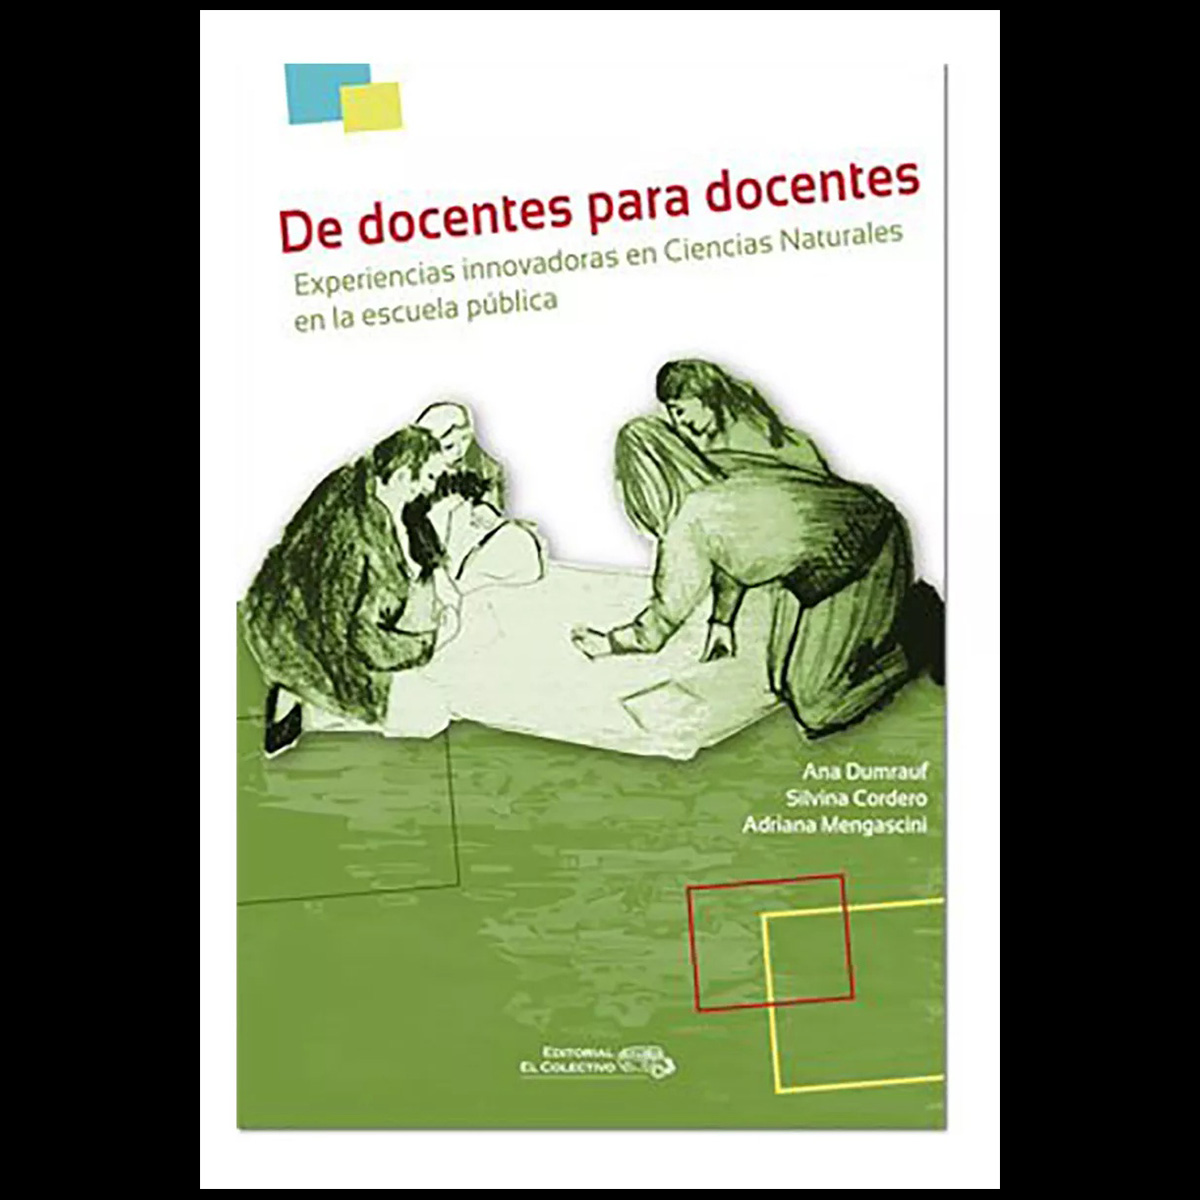 De docentes para docentes
Experiencias innovadoras en Ciencias Naturales
en la escuela pública
Ana Dumrauf
Silvina Cordero
Adriana Mengascini
EDITORIAL
EL COLECTIVO